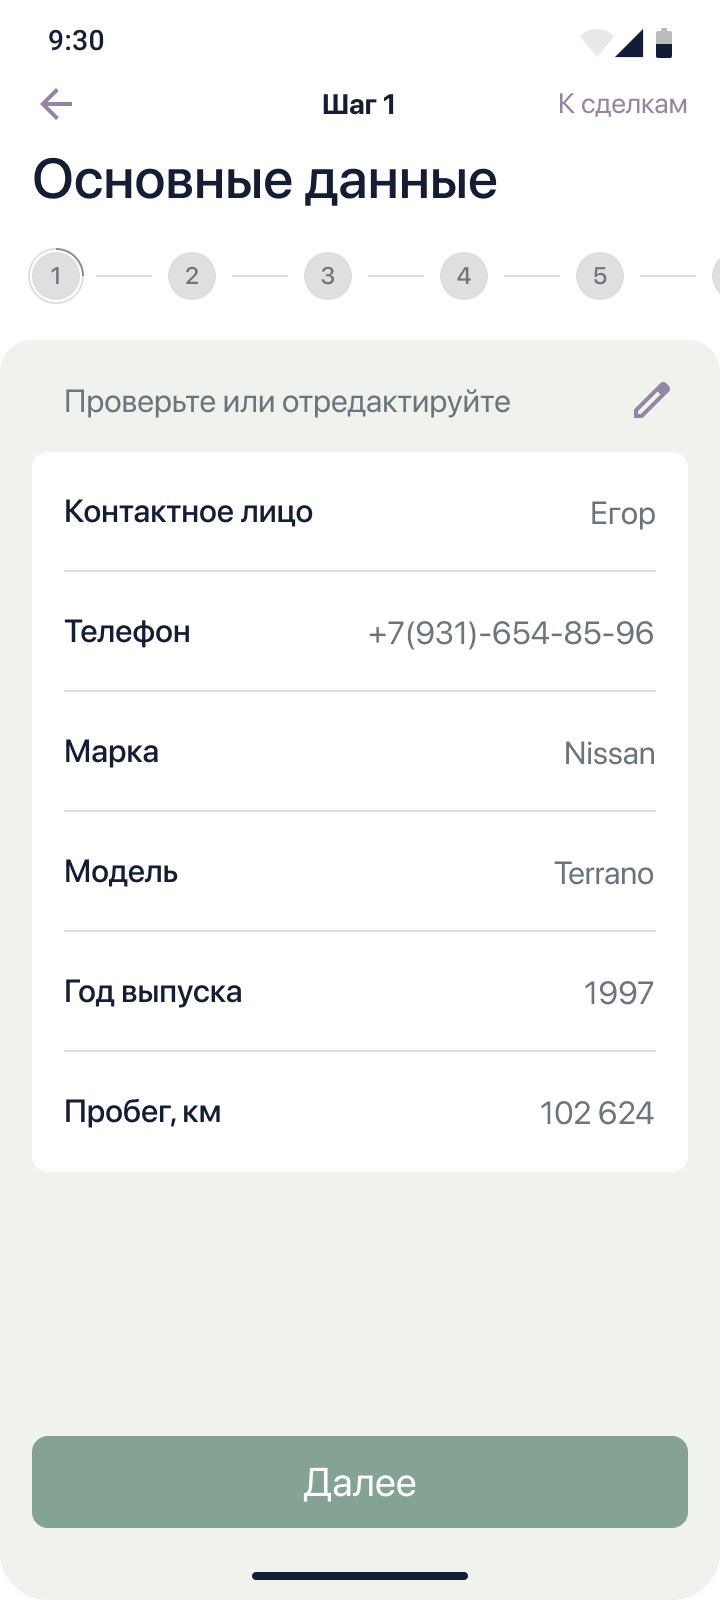 9:30
Шаг 1 К сделкам
Основные данные
1 2 3 4 5
Проверьте или отредактируйте
Контактное лицо Егор
Телефон +7(931)-654-85-96
Марка Nissan
Модель Terrano
Год выпуска 1997
Пробег, км 102 624
Далее